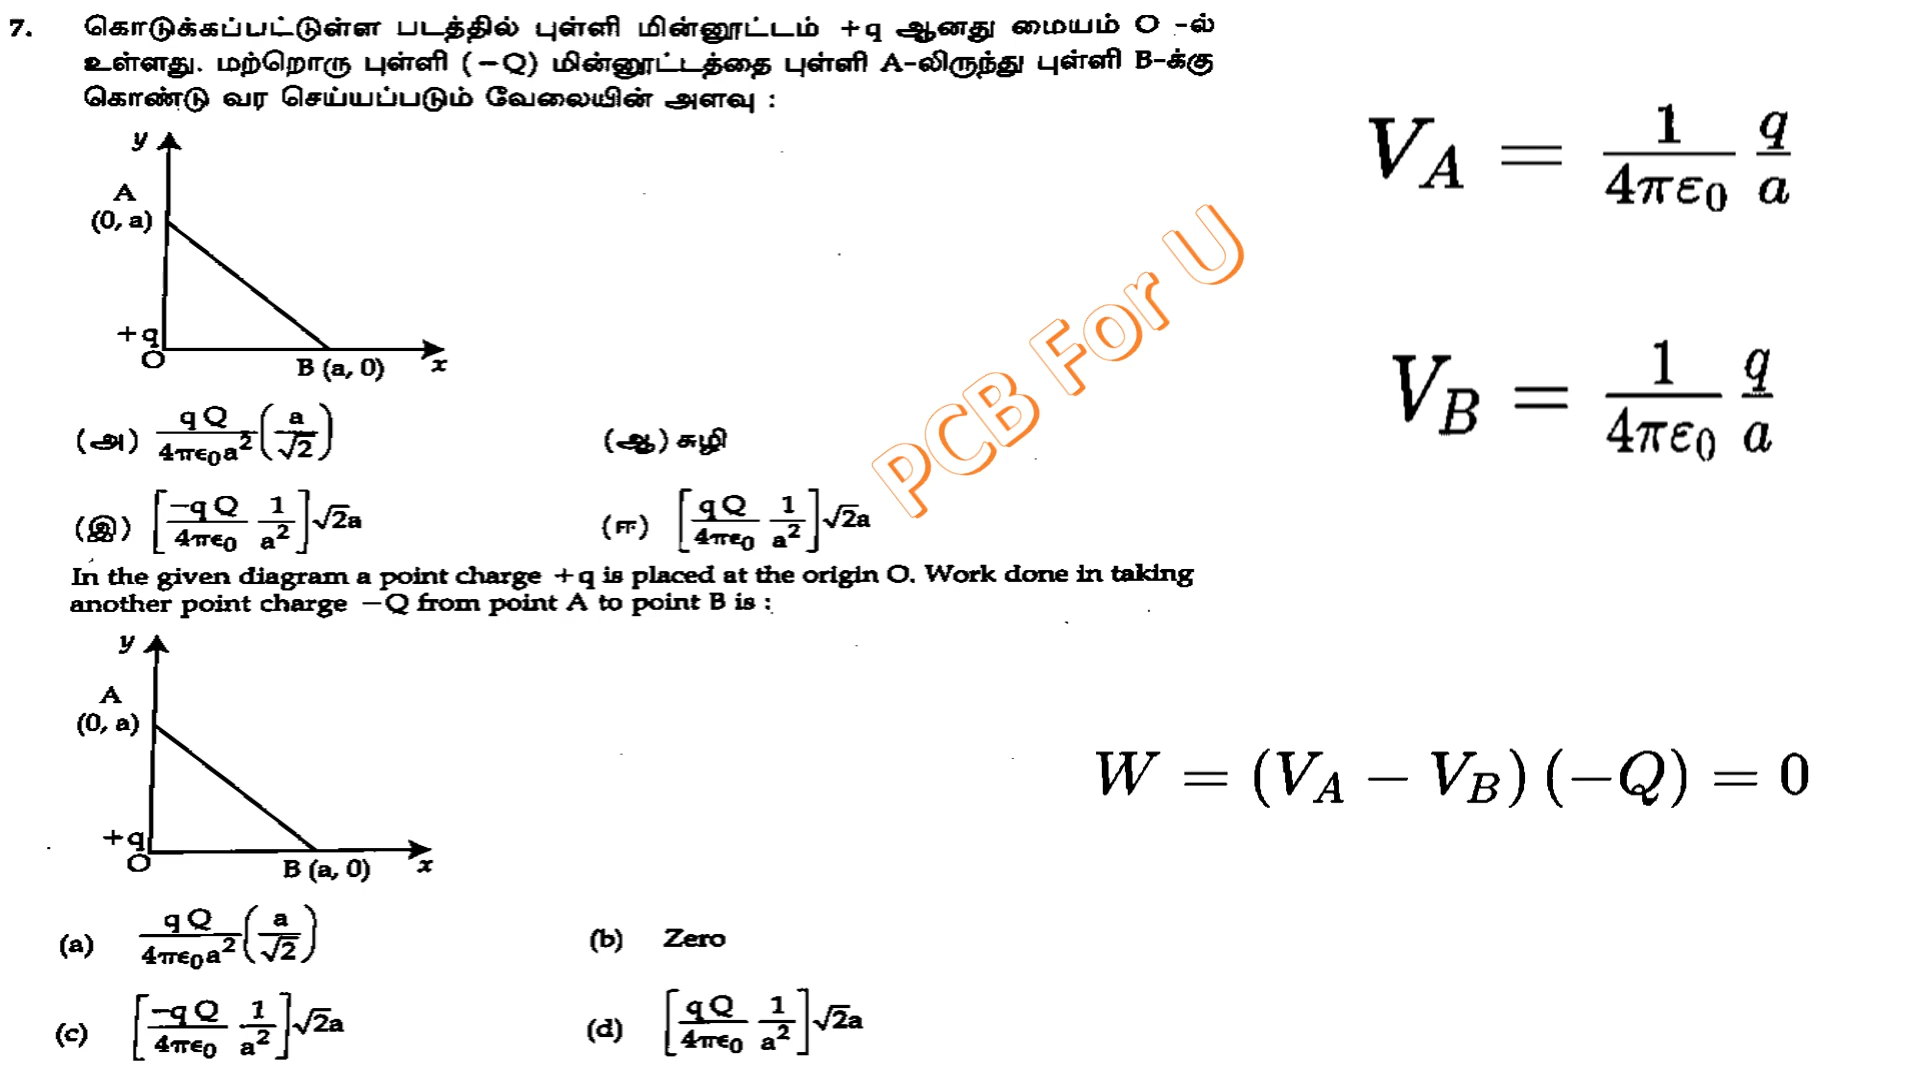 7. கொடுக்கப்பட்டுள்ள படத்தில் புள்ளி மின்னூட்டம் +q ஆனது மையம் O -ல்
உள்ளது. மற்றொரு புள்ளி (−Q) மின்னூட்டத்தை புள்ளி A-லிருந்து புள்ளி B-க்கு
கொண்டு வர செய்யப்படும் வேலையின் அளவு :
y
A
(0, a)
+q
O
B (a, 0)
x
(அ) qQ/4πϵ₀a² (a/√2)
(ஆ) சுழி
(இ) [−qQ/4πϵ₀ 1/a²]√2a
(ஈ) [qQ/4πϵ₀ 1/a²]√2a
In the given diagram a point charge +q is placed at the origin O. Work done in taking
another point charge −Q from point A to point B is :
y
A
(0, a)
+q
O
B (a, 0)
x
(a) qQ/4πϵ₀a² (a/√2)
(b) Zero
(c) [−qQ/4πϵ₀ 1/a²]√2a
(d) [qQ/4πϵ₀ 1/a²]√2a
V_A = 1/4πε₀ q/a
V_B = 1/4πε₀ q/a
W = (V_A − V_B)(−Q) = 0
PCB For U